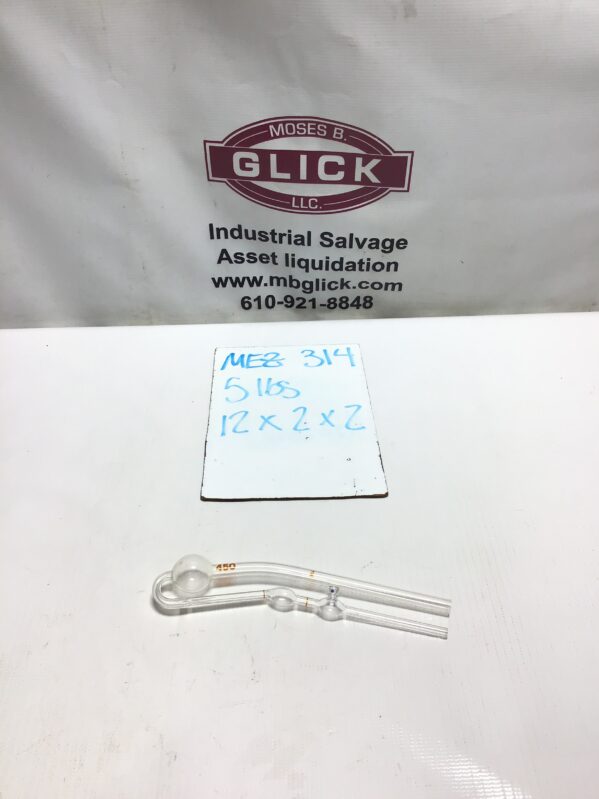 MOSES B.
GLICK
LLC.
Industrial Salvage
Asset liquidation
www.mbglick.com
610-921-8848
MEZ 314
5 lbs
12 x 2 x 2
450